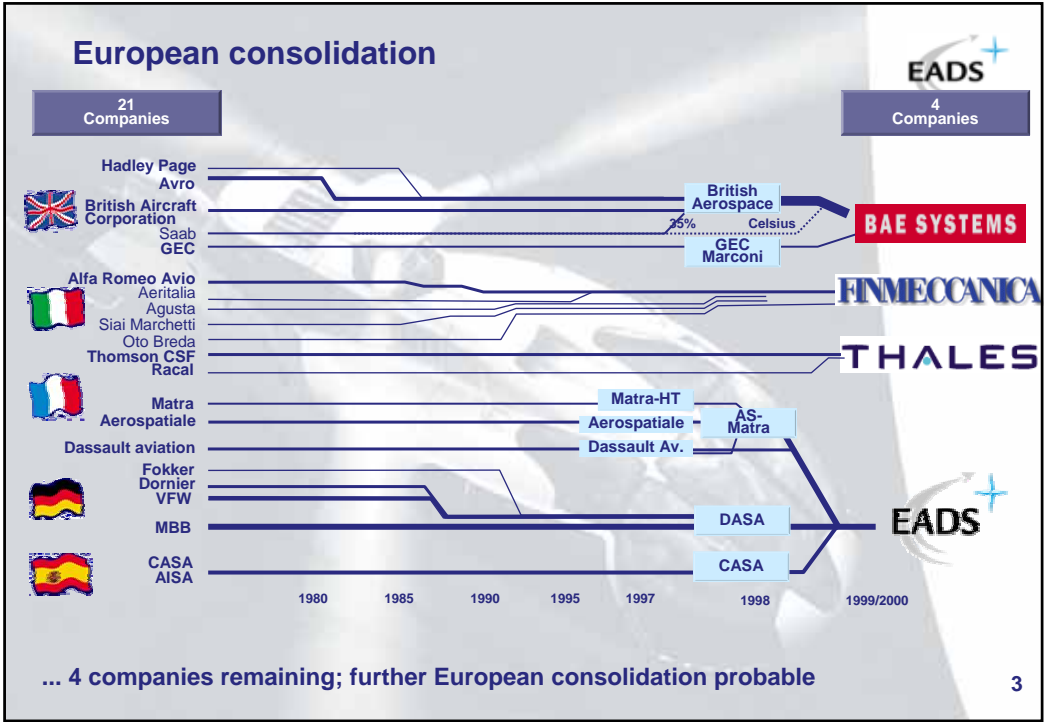 European consolidation
EADS
21
Companies
4
Companies
Hadley Page
Avro
British Aircraft
Corporation
Saab
GEC
British
Aerospace
35%
Celsius
GEC
Marconi
BAE SYSTEMS
Alfa Romeo Avio
Aeritalia
Agusta
Siai Marchetti
Oto Breda
FINMECCANICA
Thomson CSF
Racal
THALES
Matra
Aerospatiale
Dassault aviation
Matra-HT
Aerospatiale
Dassault Av.
AS-
Matra
Fokker
Dornier
VFW
MBB
DASA
EADS
CASA
AISA
CASA
1980
1985
1990
1995
1997
1998
1999/2000
... 4 companies remaining; further European consolidation probable
3